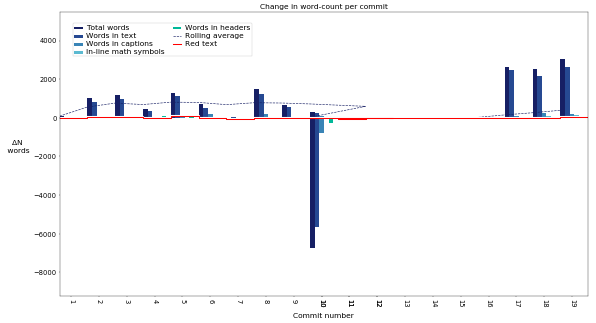 Change in word-count per commit
Total words
Words in text
Words in captions
in-line math symbols
Words in headers
Rolling average
Red text
4000
2000
0
−2000
−4000
−6000
−8000
ΔN
words
1 2 3 4 5 6 7 8 9 10 11 12 13 14 15 16 17 18 19
Commit number